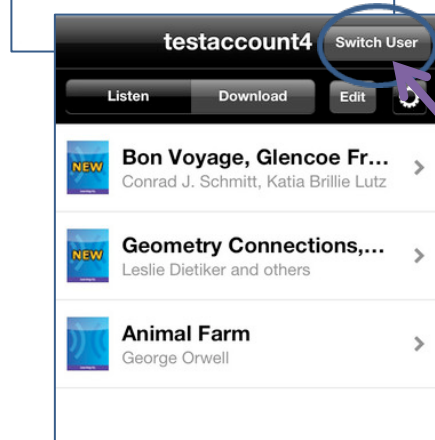 testaccount4 Switch User
Listen Download Edit
NEW
Bon Voyage, Glencoe Fr...
Conrad J. Schmitt, Katia Brillie Lutz
NEW
Geometry Connections,...
Leslie Dietiker and others
Animal Farm
George Orwell